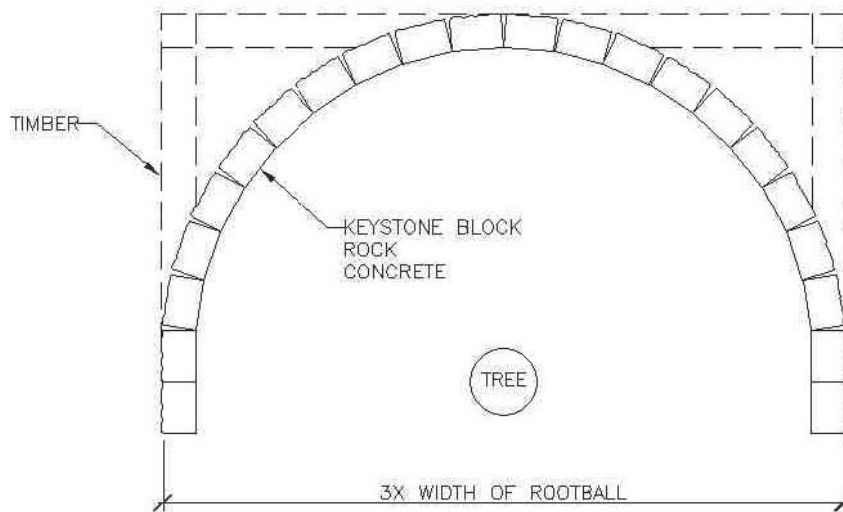 TIMBER
KEYSTONE BLOCK
ROCK
CONCRETE
TREE
3X WIDTH OF ROOTBALL